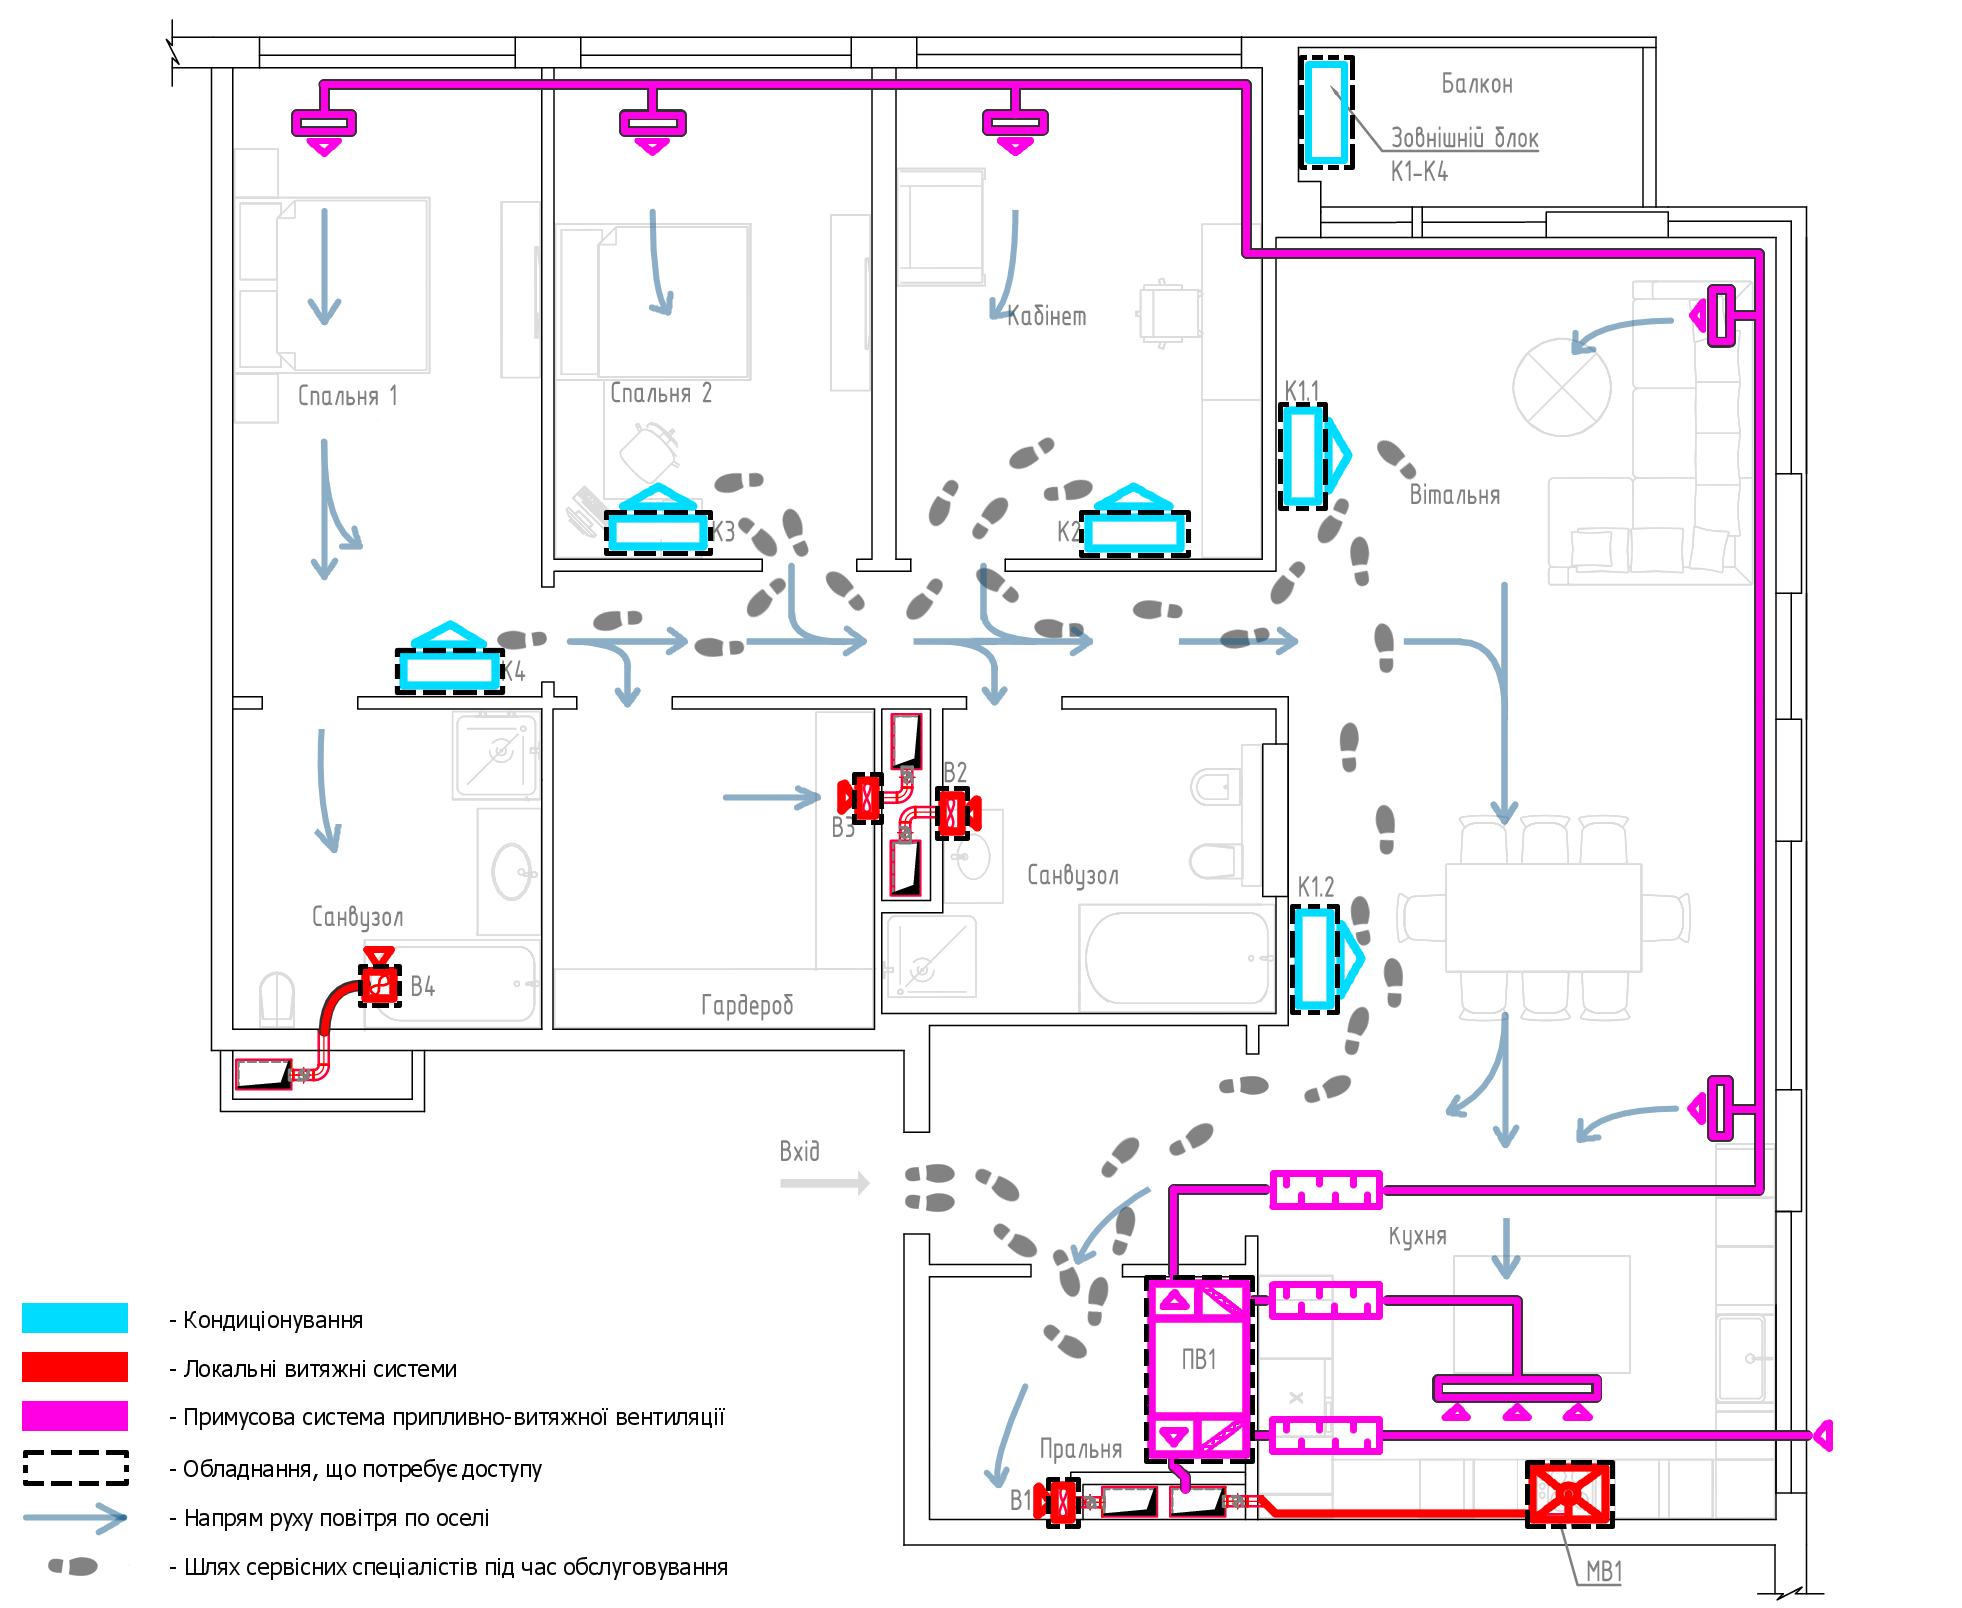 Балкон
Зовнішній блок
К1-К4
Кабінет
Спальня 1
Спальня 2
К1.1
Вітальня
К3
К2
К4
В2
В3
Санвузол
К1.2
Санвузол
В4
Гардероб
Вхід
Кухня
ПВ1
Пральня
В1
МВ1
- Кондиціонування
- Локальні витяжні системи
- Примусова система припливно-витяжної вентиляції
- Обладнання, що потребує доступу
- Напрям руху повітря по оселі
- Шлях сервісних спеціалістів під час обслуговування